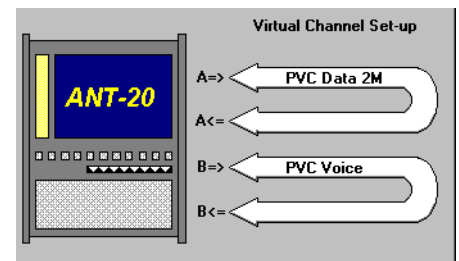 Virtual Channel Set-up
ANT-20
A=> PVC Data 2M
A<=
B=> PVC Voice
B<=